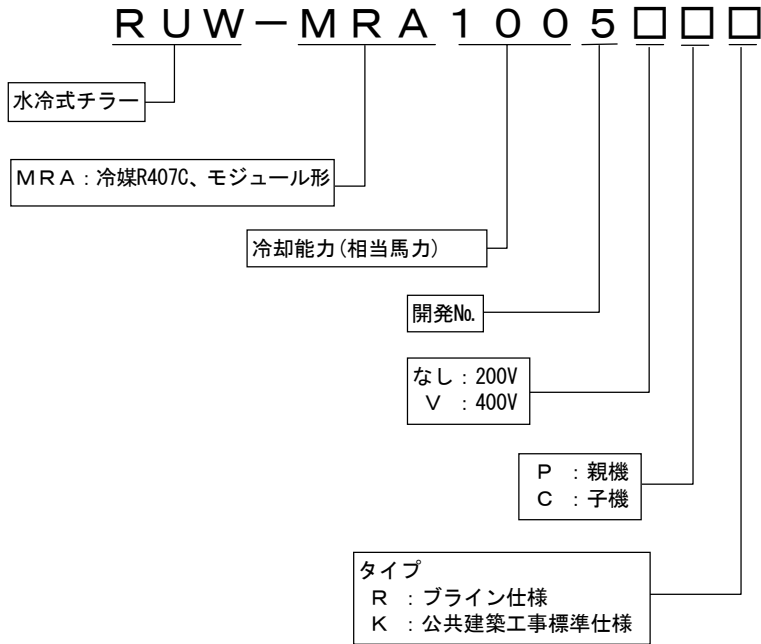 ＲＵＷ－ＭＲＡ１００５□□□
水冷式チラー
ＭＲＡ：冷媒R407C、モジュール形
冷却能力(相当馬力)
開発No.
なし：200V
Ｖ ：400V
Ｐ ：親機
Ｃ ：子機
タイプ
Ｒ ：ブライン仕様
Ｋ ：公共建築工事標準仕様